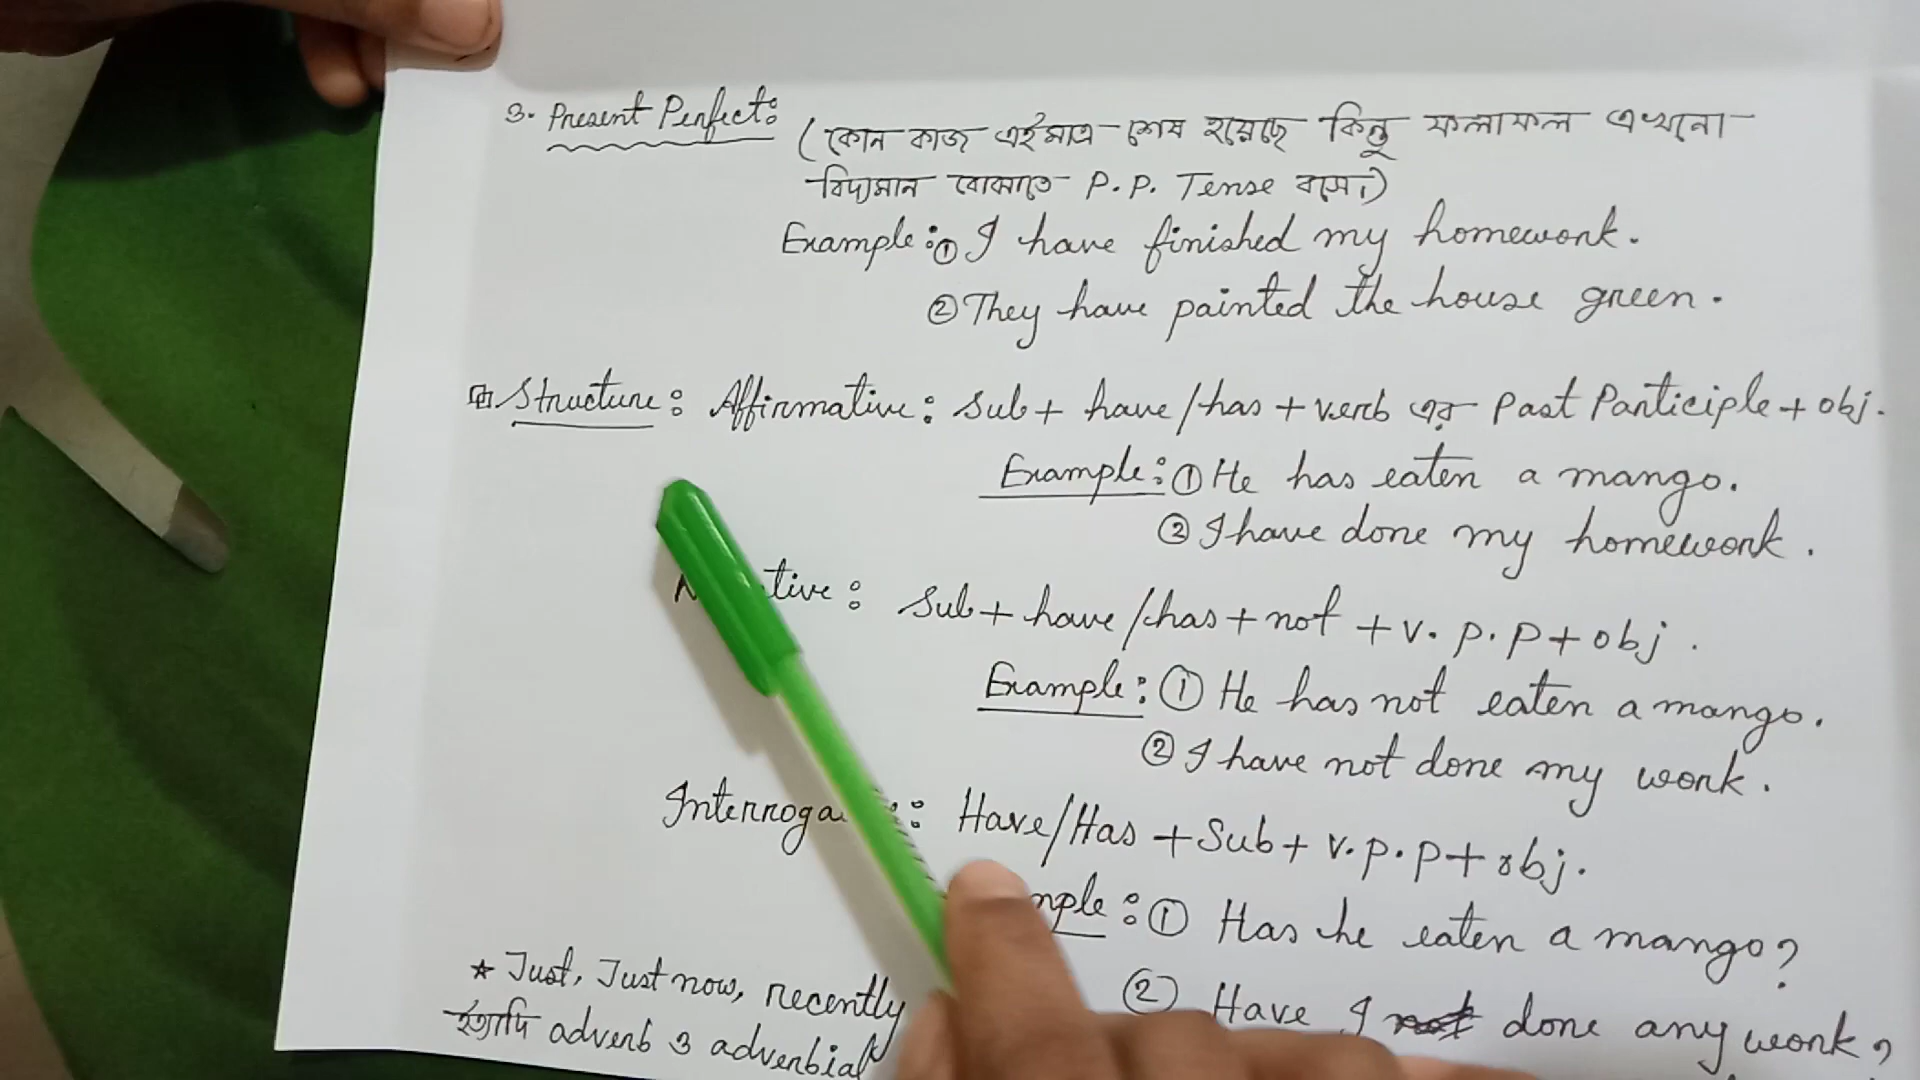 3. Present Perfect:
(কোন কাজ এইমাত্র শেষ হয়েছে কিন্তু ফলাফল এখনো
বিদ্যমান বোঝাতে P.P. Tense বসে।)
Example: ① I have finished my homework.
② They have painted the house green.
Structure: Affirmative: Sub + have/has + verb এর Past Participle + obj.
Example: ① He has eaten a mango.
② I have done my homework.
Sub + have/has + not + v. p.p + obj.
Example: ① He has not eaten a mango.
② I have not done my work.
Have/Has + Sub + v.p.p + obj.
① Has he eaten a mango?
② Have I done any work?
* Just, Just now, recently
ইত্যাদি adverb ও adverbial